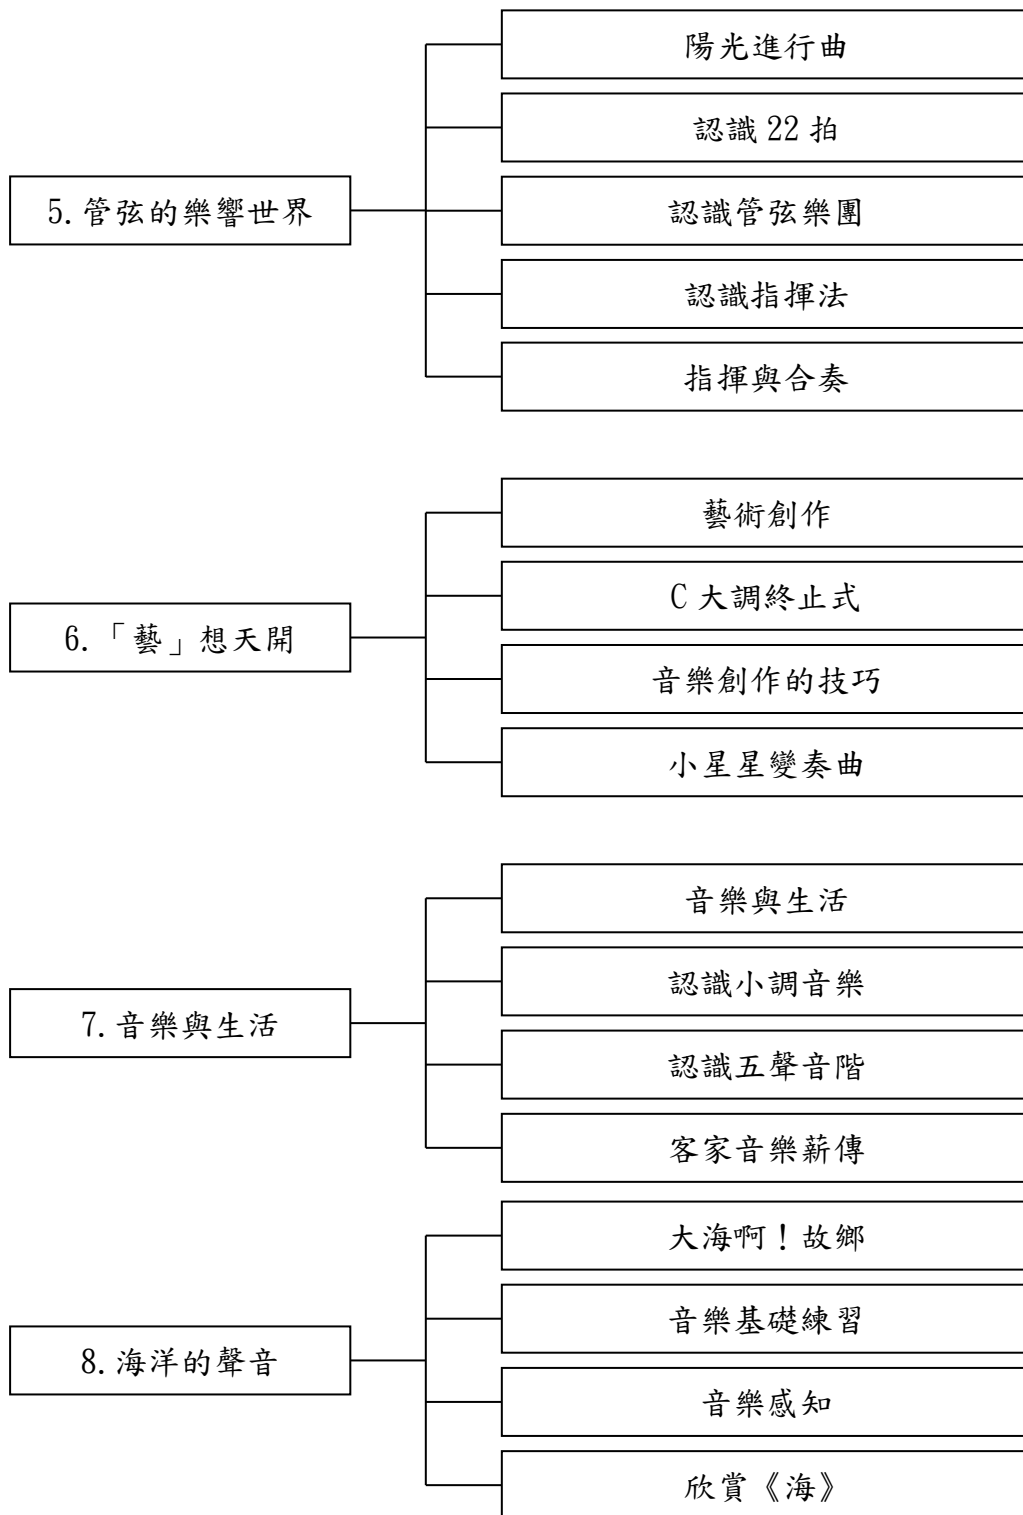 5.管弦的樂響世界
陽光進行曲
認識 22 拍
認識管弦樂團
認識指揮法
指揮與合奏
6.「藝」想天開
藝術創作
C 大調終止式
音樂創作的技巧
小星星變奏曲
7.音樂與生活
音樂與生活
認識小調音樂
認識五聲音階
客家音樂薪傳
8.海洋的聲音
大海啊！故鄉
音樂基礎練習
音樂感知
欣賞《海》